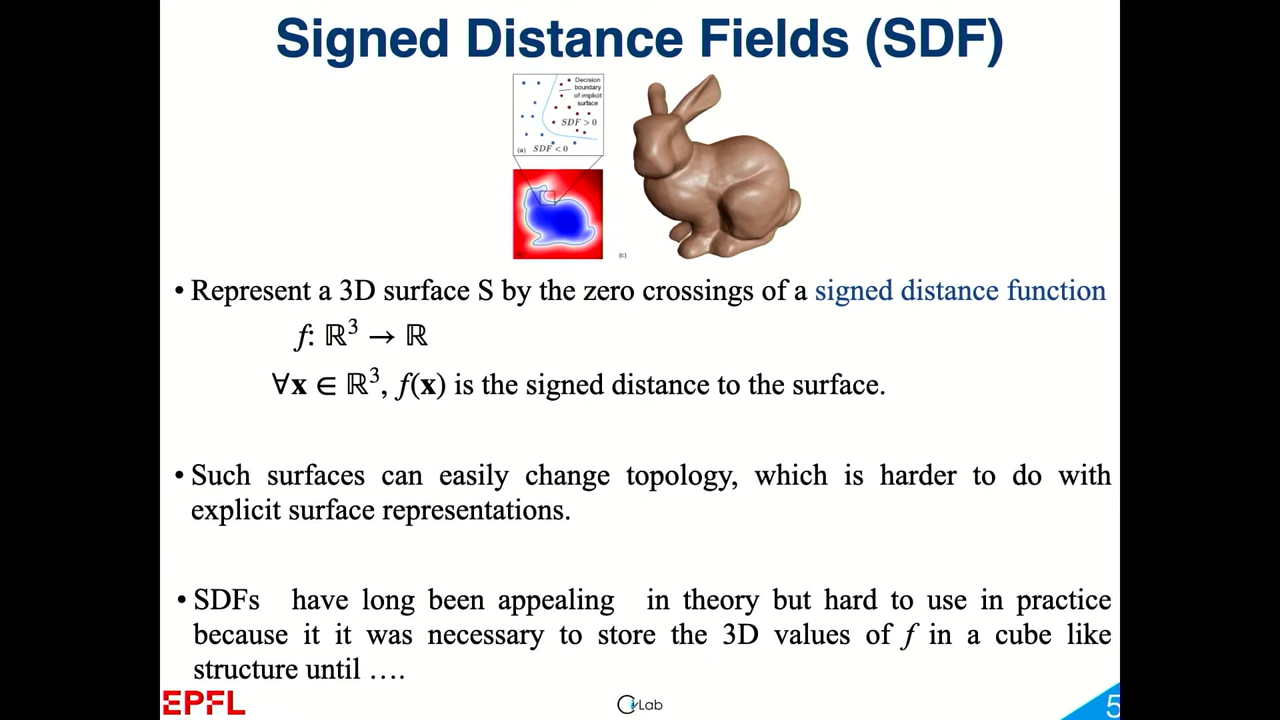 Signed Distance Fields (SDF)
Decision
boundary
of implicit
surface
SDF > 0
(a) SDF < 0
(c)
• Represent a 3D surface S by the zero crossings of a signed distance function
f: ℝ³ → ℝ
∀x ∈ ℝ³, f(x) is the signed distance to the surface.
• Such surfaces can easily change topology, which is harder to do with
explicit surface representations.
• SDFs have long been appealing in theory but hard to use in practice
because it it was necessary to store the 3D values of f in a cube like
structure until ….
EPFL
CVLab
5